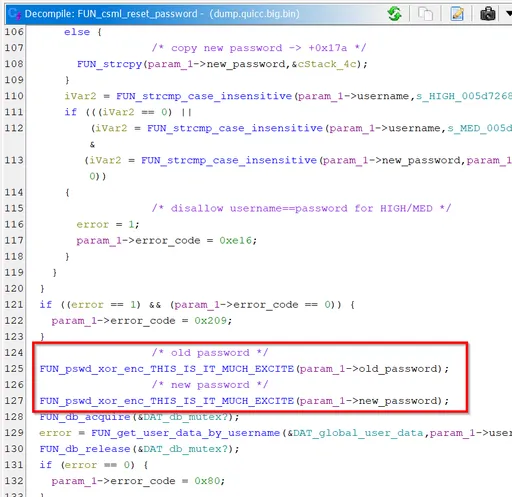 Decompile: FUN_csml_reset_password - (dump.quicc.big.bin)
106 else {
107 /* copy new password -> +0x17a */
108 FUN_strcpy(param_1->new_password,&cStack_4c);
109 }
110 iVar2 = FUN_strcmp_case_insensitive(param_1->username,s_HIGH_005d7268
111 if (((iVar2 == 0) ||
112 (iVar2 = FUN_strcmp_case_insensitive(param_1->username,s_MED_005d
&
113 (iVar2 = FUN_strcmp_case_insensitive(param_1->new_password,param_1
0))
114 {
115 /* disallow username==password for HIGH/MED */
116 error = 1;
117 param_1->error_code = 0xe16;
118 }
119 }
120 }
121 if ((error == 1) && (param_1->error_code == 0)) {
122 param_1->error_code = 0x209;
123 }
124 /* old password */
125 FUN_pswd_xor_enc_THIS_IS_IT_MUCH_EXCITE(param_1->old_password);
126 /* new password */
127 FUN_pswd_xor_enc_THIS_IS_IT_MUCH_EXCITE(param_1->new_password);
128 FUN_db_acquire(&DAT_db_mutex?);
129 error = FUN_get_user_data_by_username(&DAT_global_user_data,param_1->user
130 FUN_db_release(&DAT_db_mutex?);
131 if (error == 0) {
132 param_1->error_code = 0x80;
133 }